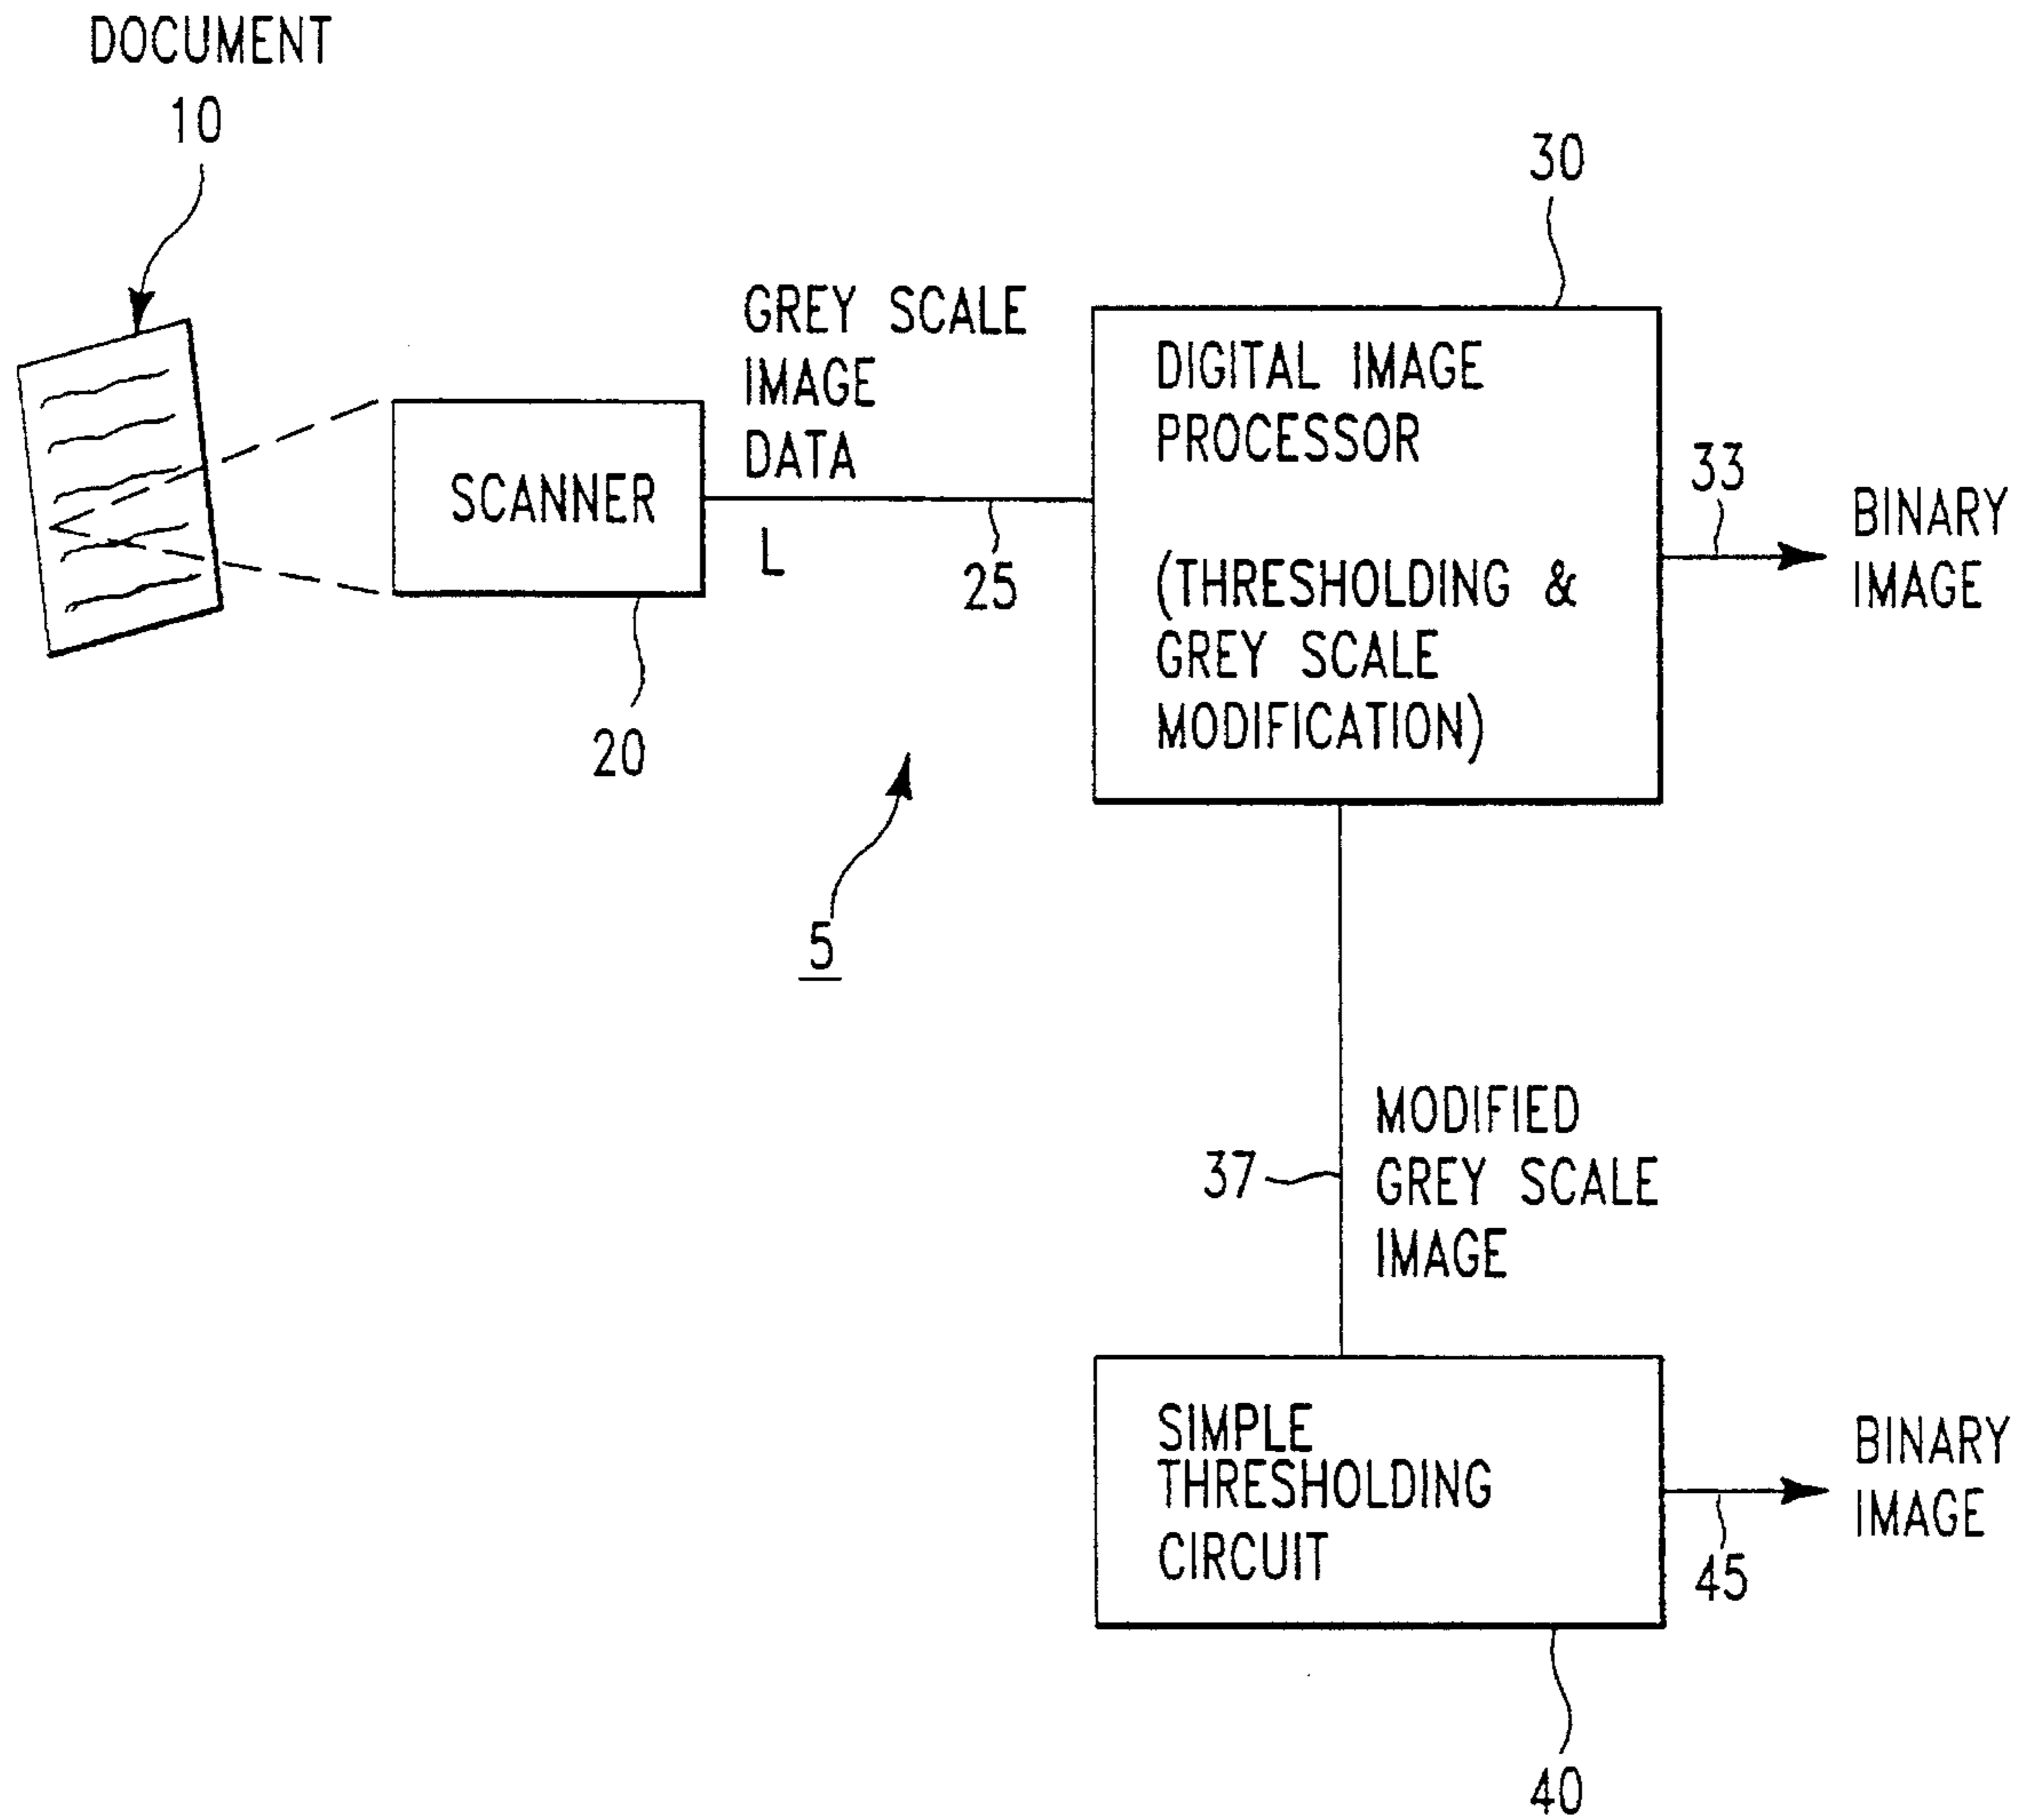 DOCUMENT
10
30
GREY SCALE
IMAGE
DATA
DIGITAL IMAGE
PROCESSOR
(THRESHOLDING &
GREY SCALE
MODIFICATION)
SCANNER
L
25
33
BINARY
IMAGE
20
5
37
MODIFIED
GREY SCALE
IMAGE
SIMPLE
THRESHOLDING
CIRCUIT
BINARY
IMAGE
45
40